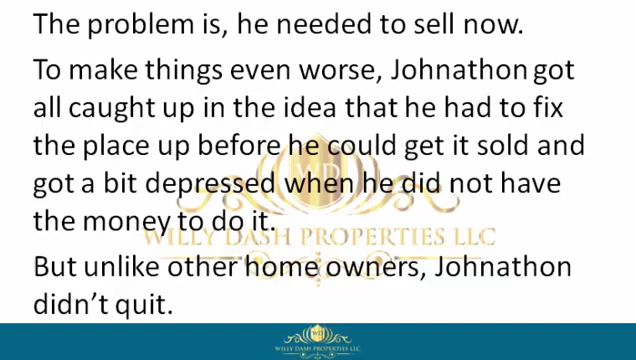 The problem is, he needed to sell now.
To make things even worse, Johnathon got
all caught up in the idea that he had to fix
the place up before he could get it sold and
got a bit depressed when he did not have
the money to do it.
WILLY DASH PROPERTIES LLC
But unlike other home owners, Johnathon
didn’t quit.
WILLY DASH PROPERTIES LLC